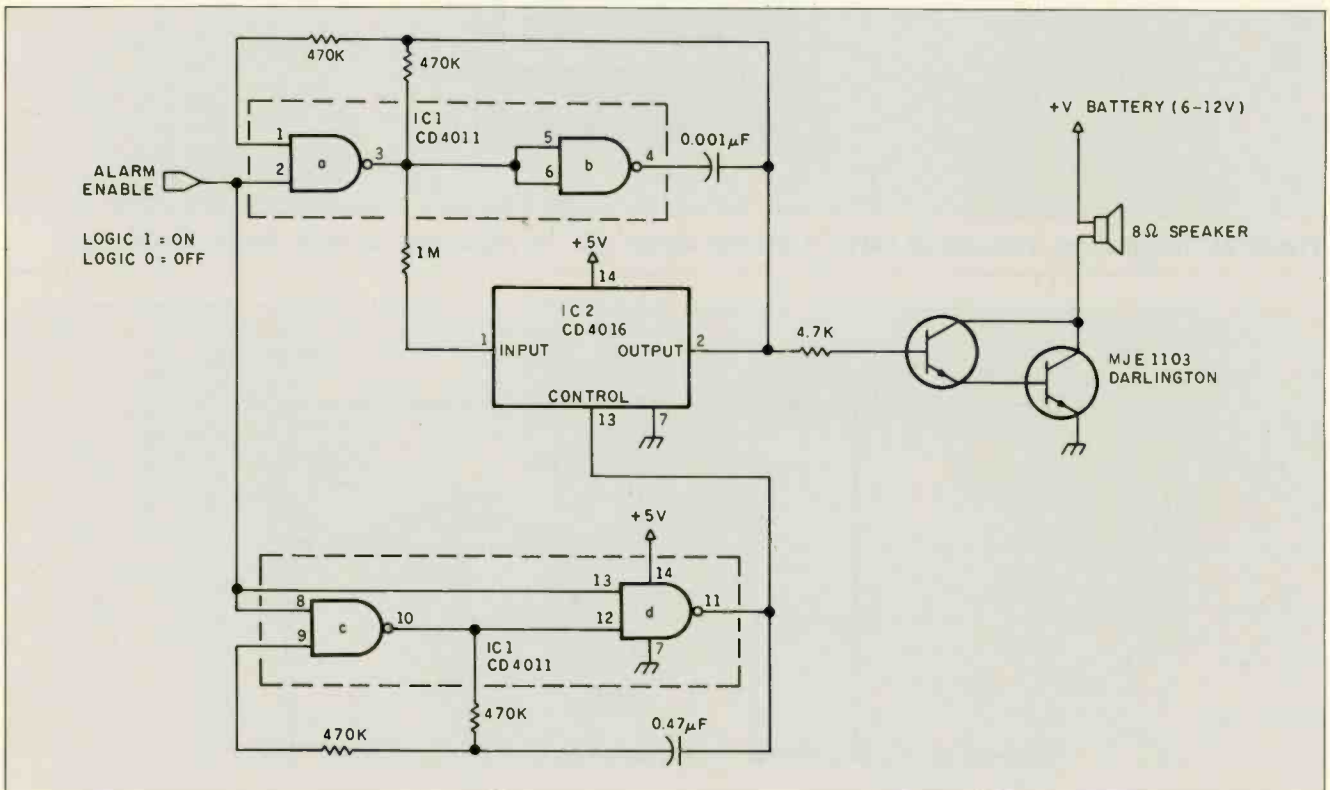 470K
470K
IC1
CD4011
1
2
a
3
5
6
b
4
0.001µF
ALARM
ENABLE
LOGIC 1 = ON
LOGIC 0 = OFF
1M
+5V
14
IC2
CD4016
1
INPUT
OUTPUT
2
CONTROL
13
7
4.7K
+V BATTERY (6-12V)
8Ω SPEAKER
MJE1103
DARLINGTON
+5V
14
13
12
d
11
7
8
9
c
10
IC1
CD4011
470K
470K
0.47µF